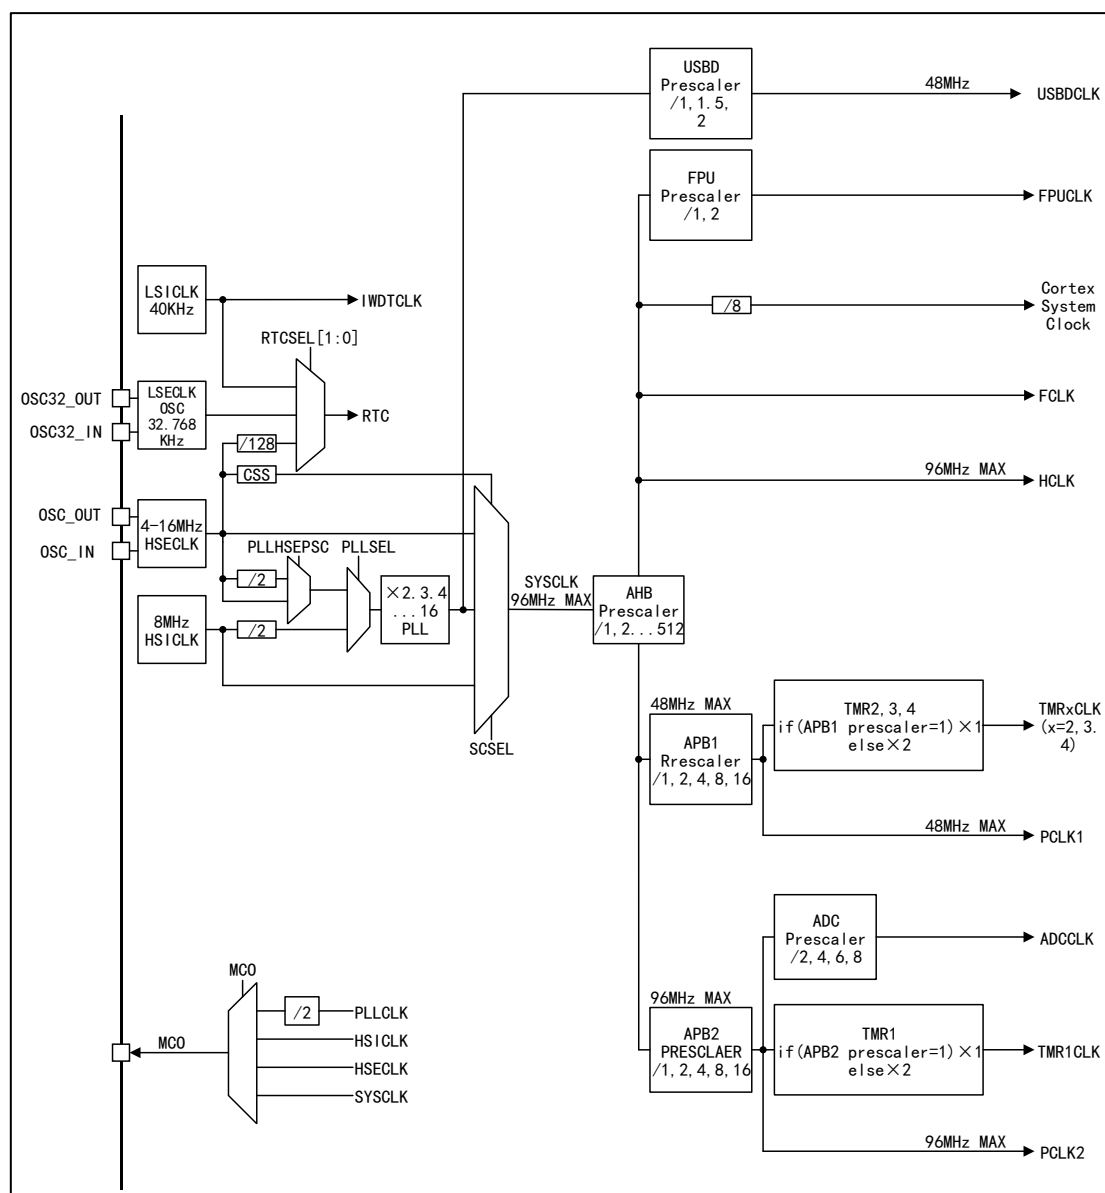 USBD
Prescaler
/1, 1.5,
2
48MHz
USBDCLK
FPU
Prescaler
/1, 2
FPUCLK
LSICLK
40KHz
IWDTCLK
/8
Cortex
System
Clock
RTCSEL[1:0]
OSC32_OUT
OSC32_IN
LSECLK
OSC
32.768
KHz
RTC
FCLK
/128
CSS
96MHz MAX
HCLK
OSC_OUT
OSC_IN
4-16MHz
HSECLK
PLLHSEPSC
PLLSEL
/2
×2.3.4
...16
PLL
SYSCLK
96MHz MAX
AHB
Prescaler
/1, 2...512
8MHz
HSICLK
/2
SCSEL
48MHz MAX
APB1
Rrescaler
/1, 2, 4, 8, 16
TMR2, 3, 4
if(APB1 prescaler=1)×1
else×2
TMRxCLK
(x=2, 3.
4)
48MHz MAX
PCLK1
ADC
Prescaler
/2, 4, 6, 8
ADCCLK
MCO
/2
PLLCLK
HSICLK
HSECLK
SYSCLK
MCO
96MHz MAX
APB2
PRESCLAER
/1, 2, 4, 8, 16
TMR1
if(APB2 prescaler=1)×1
else×2
TMR1CLK
96MHz MAX
PCLK2